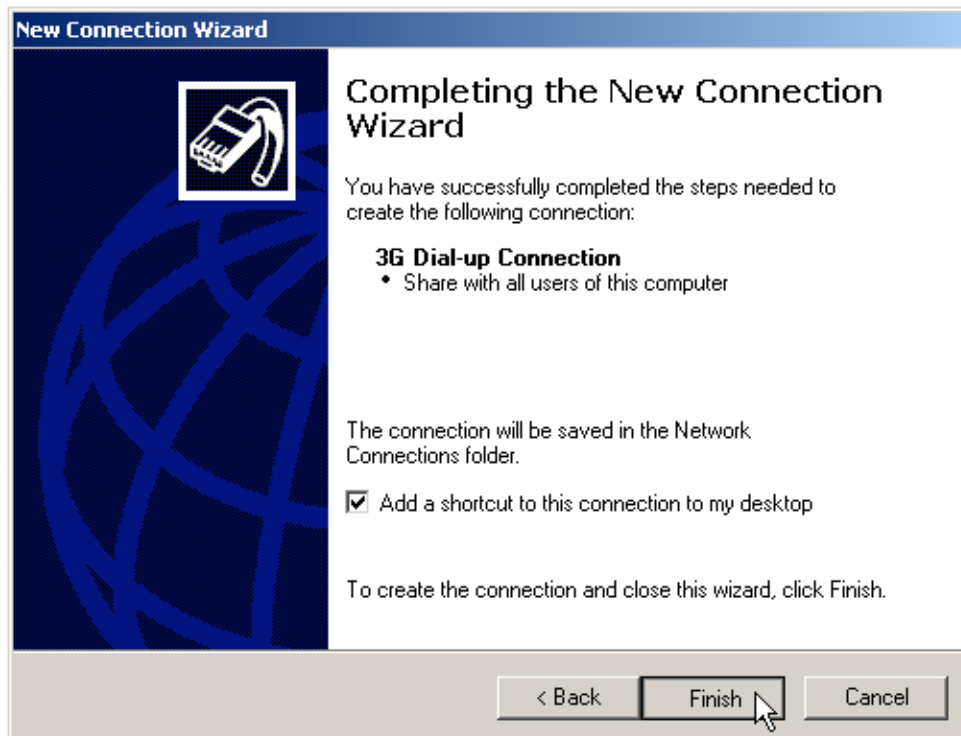 New Connection Wizard
Completing the New Connection
Wizard
You have successfully completed the steps needed to
create the following connection:
3G Dial-up Connection
• Share with all users of this computer
The connection will be saved in the Network
Connections folder.
Add a shortcut to this connection to my desktop
To create the connection and close this wizard, click Finish.
< Back
Finish
Cancel